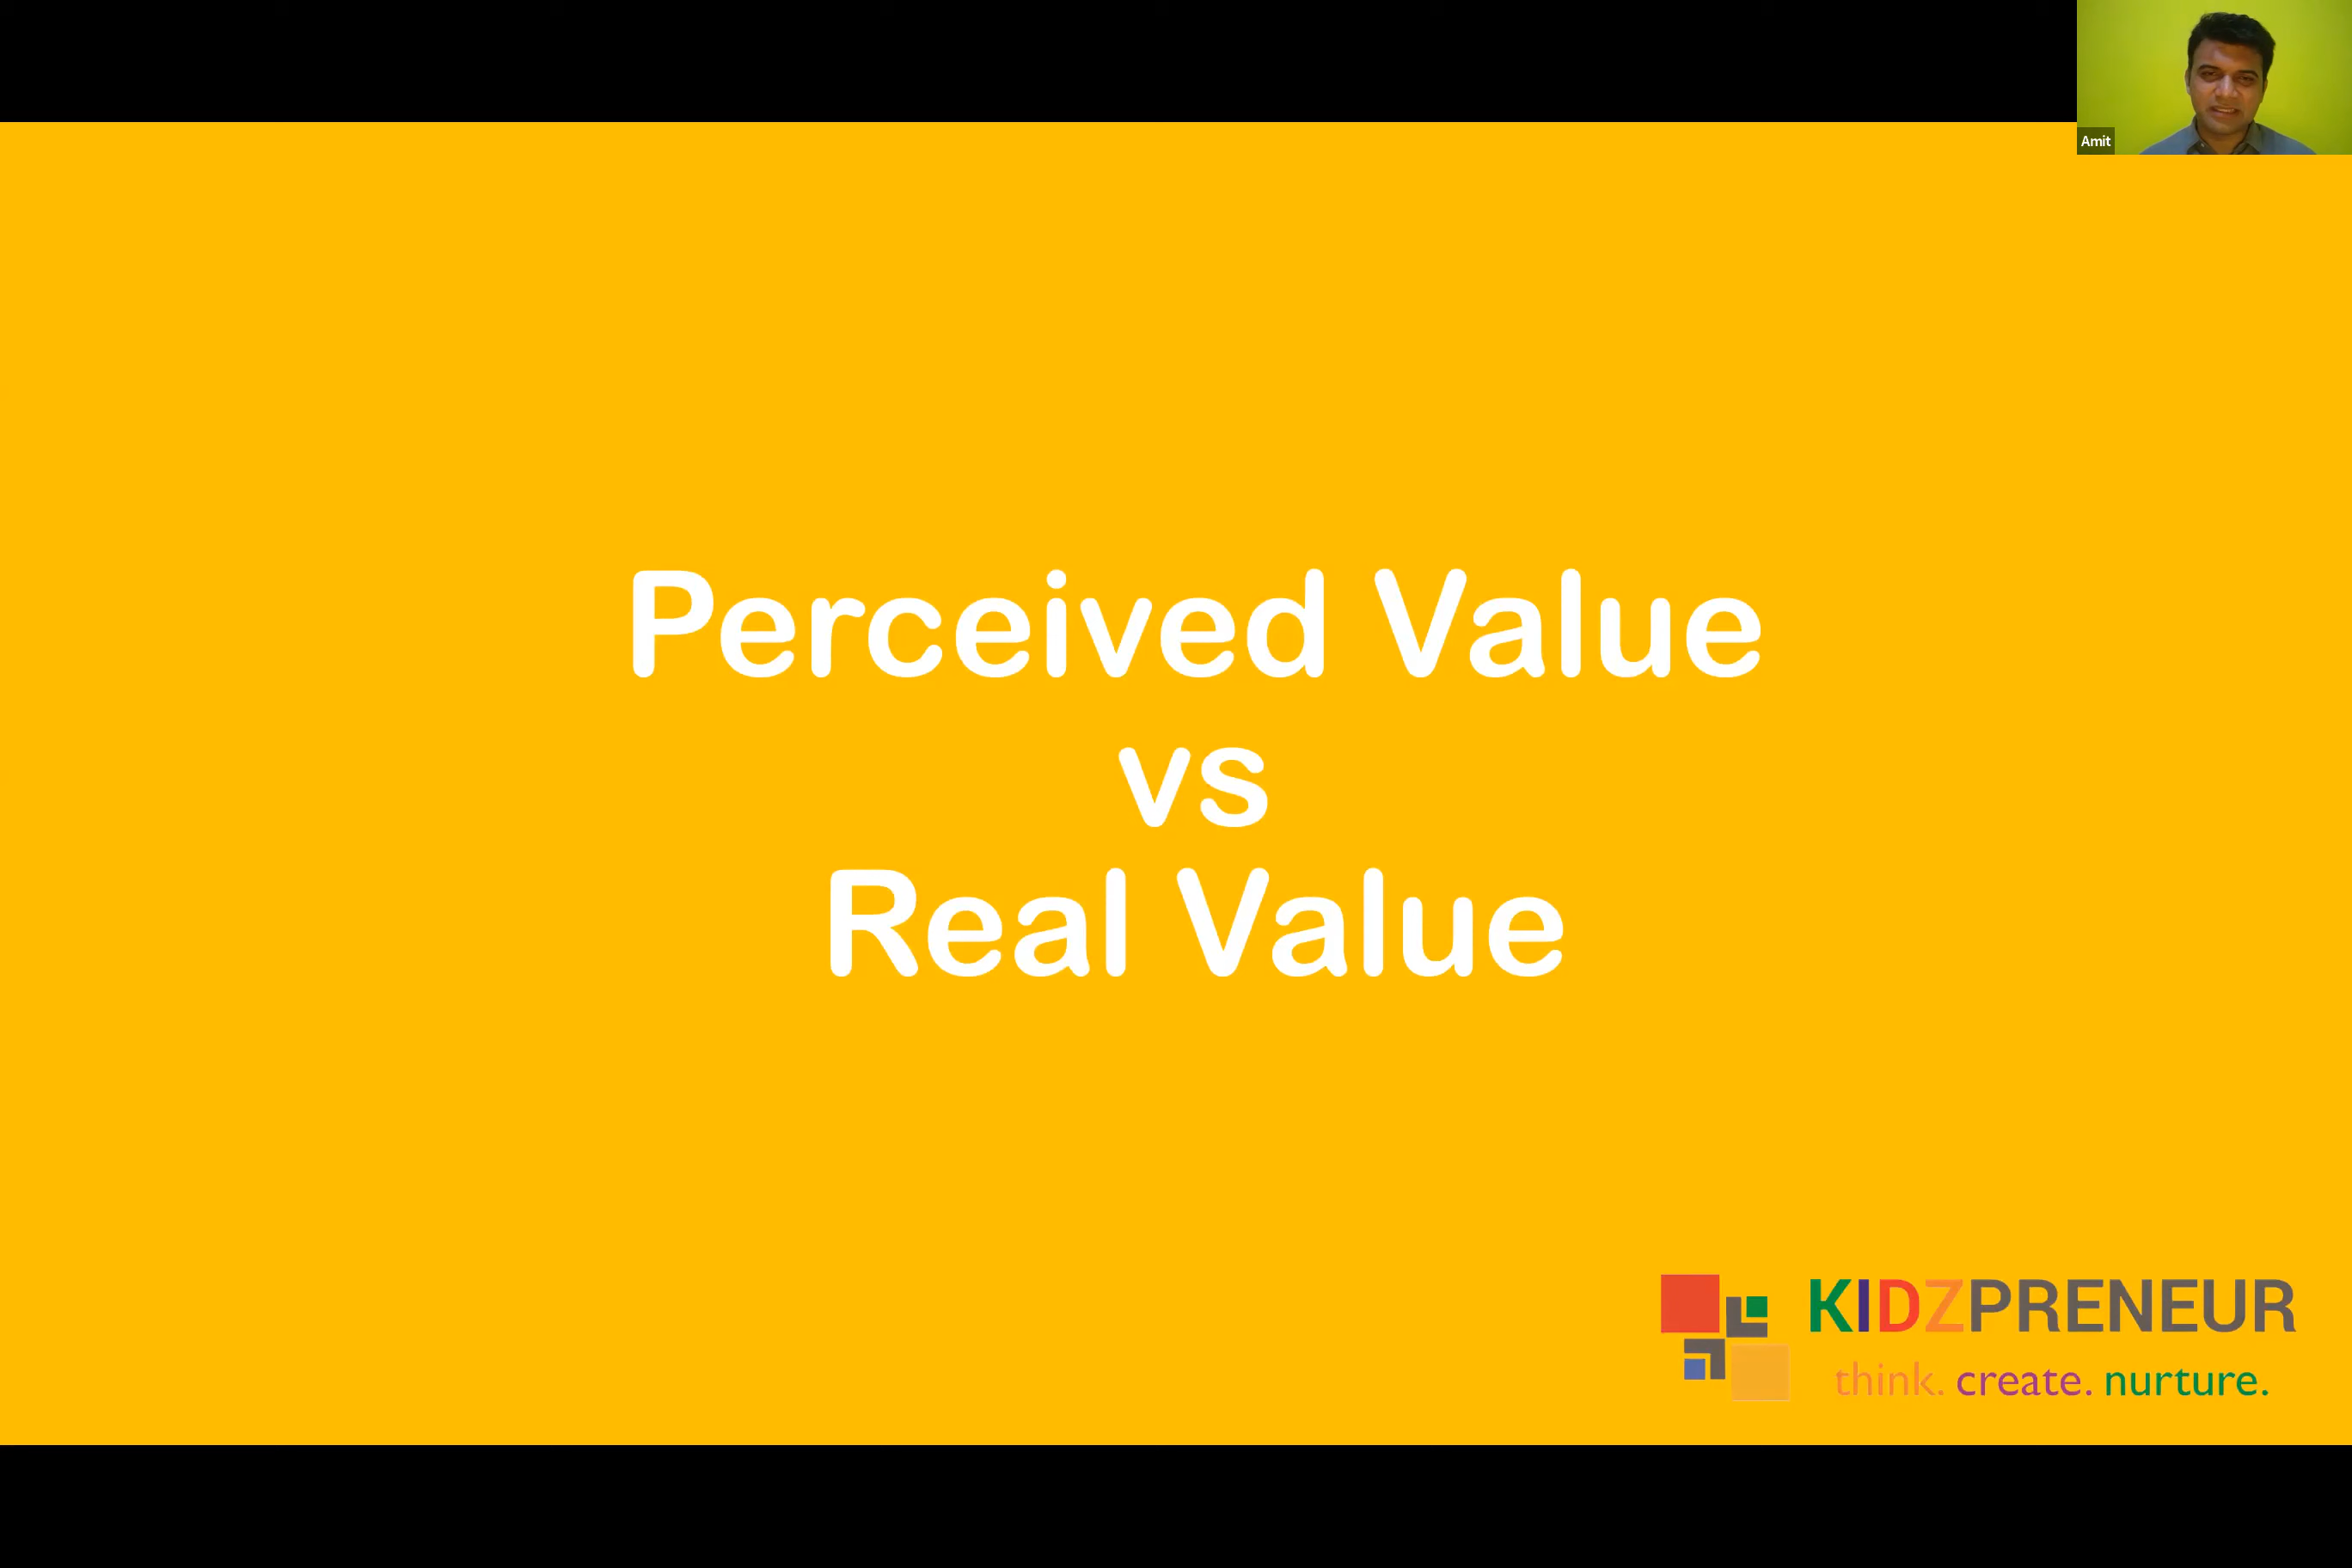 Amit
Perceived Value
vs
Real Value
KIDZPRENEUR
think. create. nurture.